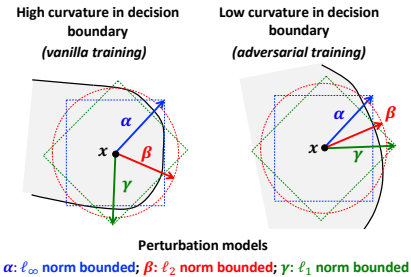 High curvature in decision
boundary
(vanilla training)
Low curvature in decision
boundary
(adversarial training)
α
x
β
γ
α
β
x
γ
Perturbation models
α: ℓ∞ norm bounded; β: ℓ2 norm bounded; γ: ℓ1 norm bounded